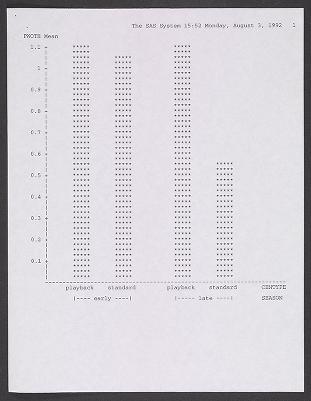 The SAS System 15:52 Monday, August 3, 1992 1
PHOTH Mean
1.1
1
0.9
0.8
0.7
0.6
0.5
0.4
0.3
0.2
0.1
playback standard playback standard CENTYPE
|---- early ----| |----- late ----| SEASON